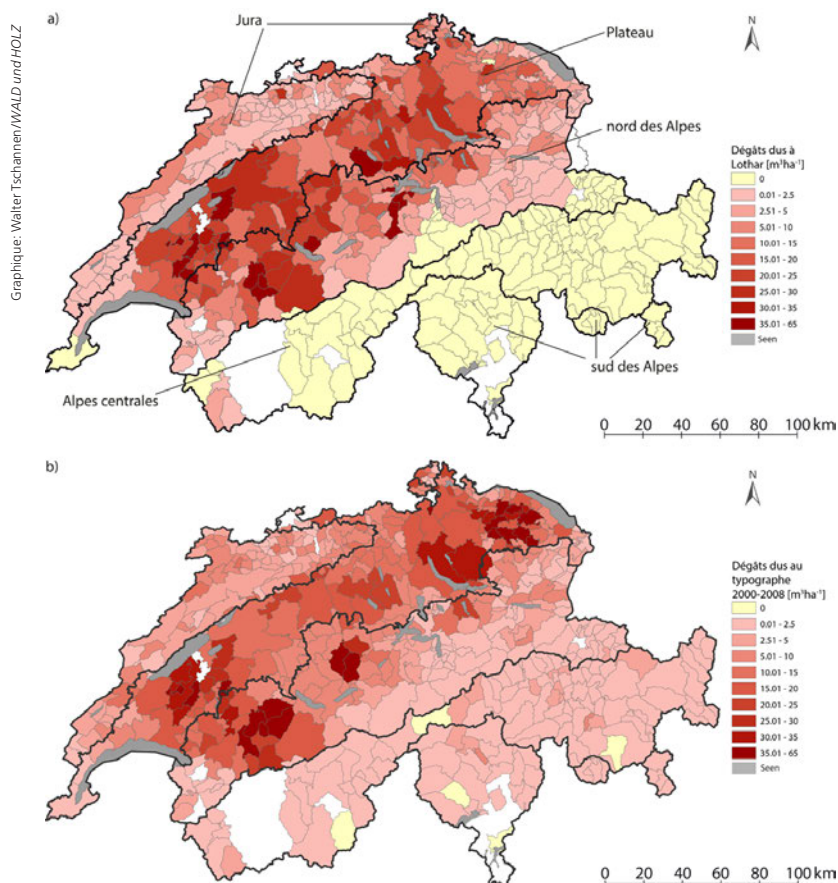 Graphique: Walter Tschannen/WALD und HOLZ
a)
Jura
Plateau
nord des Alpes
Alpes centrales
sud des Alpes
N
Dégâts dus à
Lothar [m³ha⁻¹]
0
0.01 - 2.5
2.51 - 5
5.01 - 10
10.01 - 15
15.01 - 20
20.01 - 25
25.01 - 30
30.01 - 35
35.01 - 65
Seen
0 20 40 60 80 100 km
b)
N
Dégâts dus au
typographe
2000-2008 [m³ha⁻¹]
0
0.01 - 2.5
2.51 - 5
5.01 - 10
10.01 - 15
15.01 - 20
20.01 - 25
25.01 - 30
30.01 - 35
35.01 - 65
Seen
0 20 40 60 80 100 km